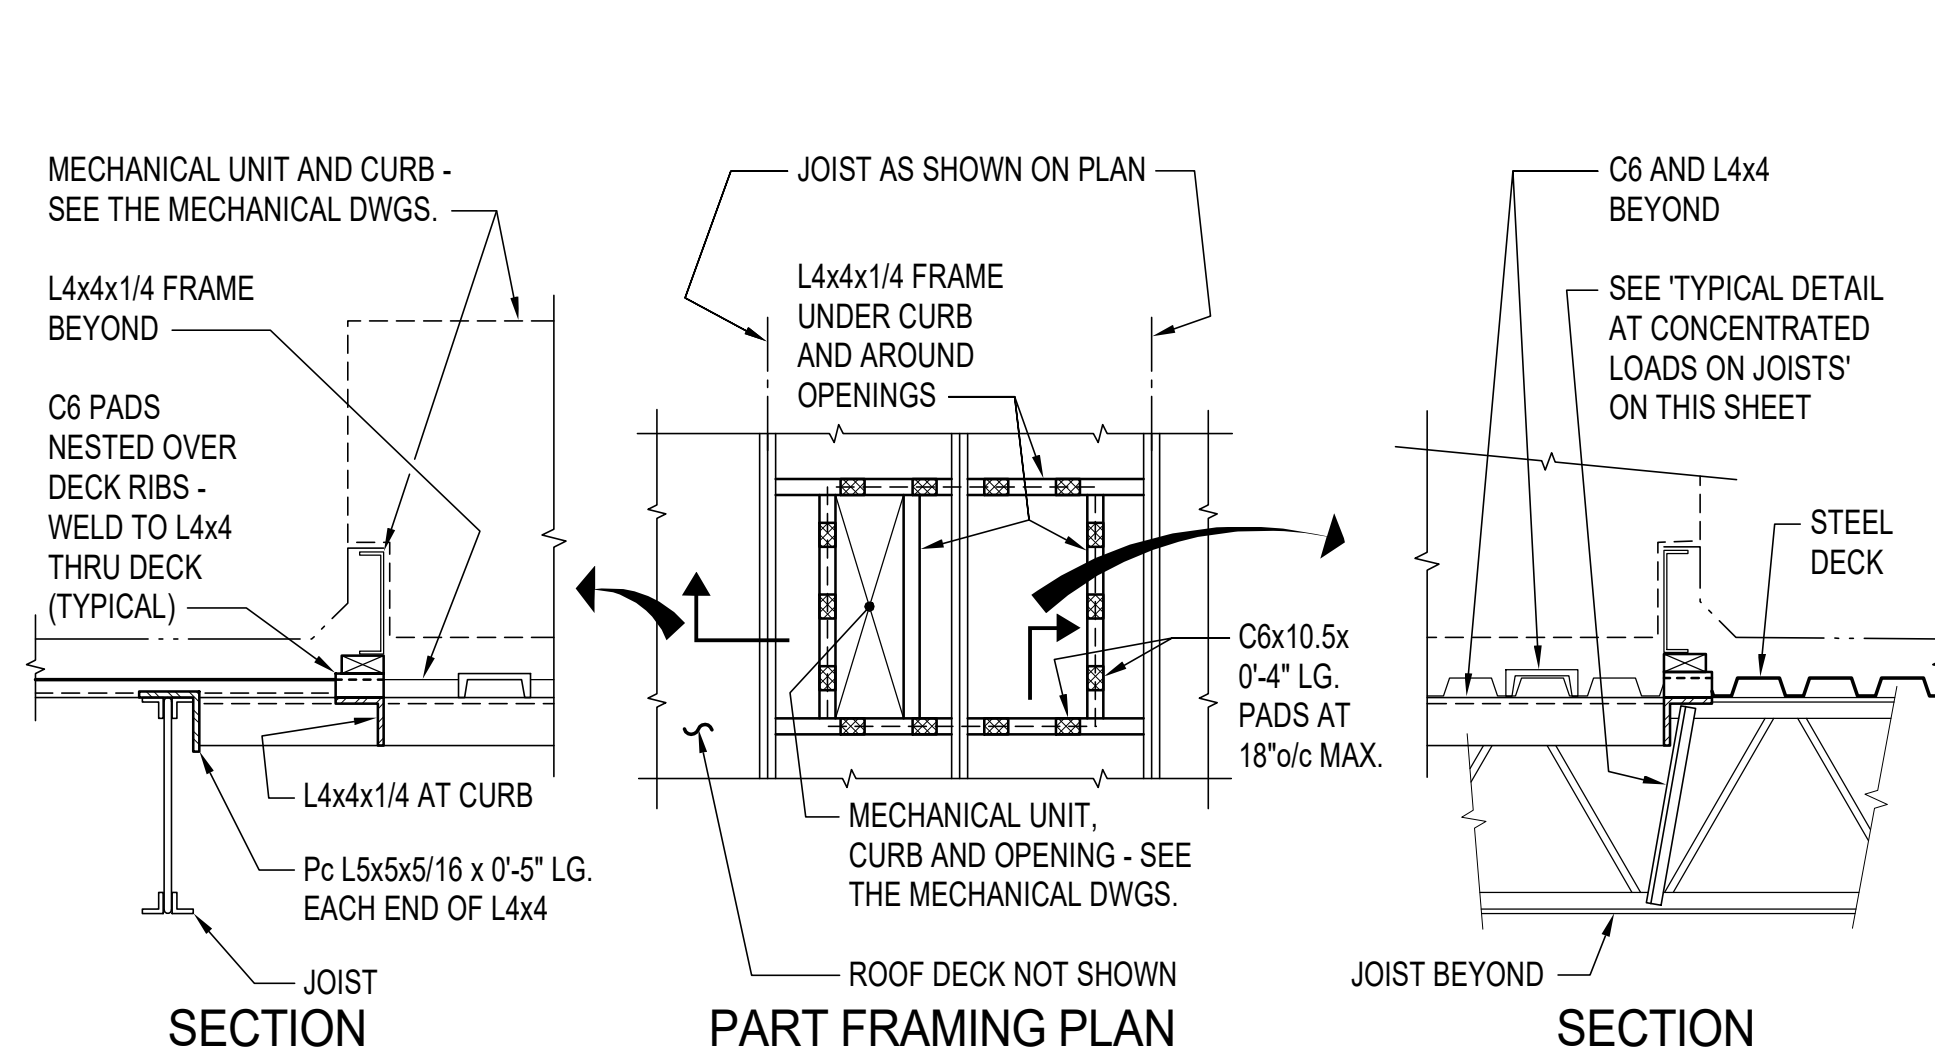 MECHANICAL UNIT AND CURB -
SEE THE MECHANICAL DWGS.
L4x4x1/4 FRAME
BEYOND
C6 PADS
NESTED OVER
DECK RIBS -
WELD TO L4x4
THRU DECK
(TYPICAL)
L4x4x1/4 AT CURB
Pc L5x5x5/16 x 0'-5" LG.
EACH END OF L4x4
JOIST
SECTION
JOIST AS SHOWN ON PLAN
L4x4x1/4 FRAME
UNDER CURB
AND AROUND
OPENINGS
C6x10.5x
0'-4" LG.
PADS AT
18"o/c MAX.
MECHANICAL UNIT,
CURB AND OPENING - SEE
THE MECHANICAL DWGS.
ROOF DECK NOT SHOWN
PART FRAMING PLAN
C6 AND L4x4
BEYOND
SEE 'TYPICAL DETAIL
AT CONCENTRATED
LOADS ON JOISTS'
ON THIS SHEET
STEEL
DECK
JOIST BEYOND
SECTION